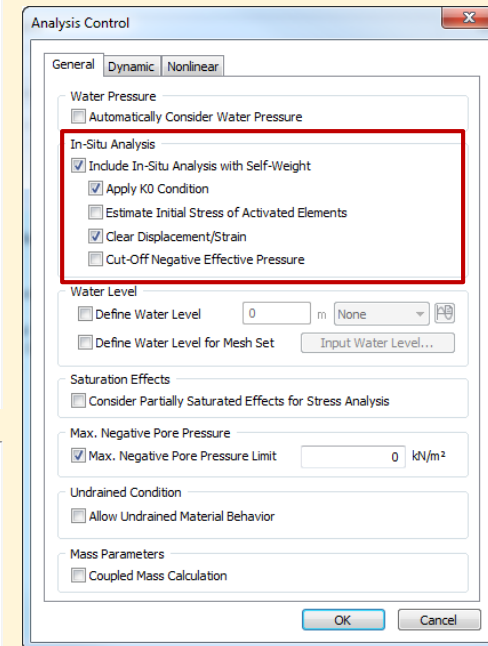 Analysis Control
X
General Dynamic Nonlinear
Water Pressure
Automatically Consider Water Pressure
In-Situ Analysis
Include In-Situ Analysis with Self-Weight
Apply K0 Condition
Estimate Initial Stress of Activated Elements
Clear Displacement/Strain
Cut-Off Negative Effective Pressure
Water Level
Define Water Level 0 m None
Define Water Level for Mesh Set Input Water Level...
Saturation Effects
Consider Partially Saturated Effects for Stress Analysis
Max. Negative Pore Pressure
Max. Negative Pore Pressure Limit 0 kN/m²
Undrained Condition
Allow Undrained Material Behavior
Mass Parameters
Coupled Mass Calculation
OK Cancel